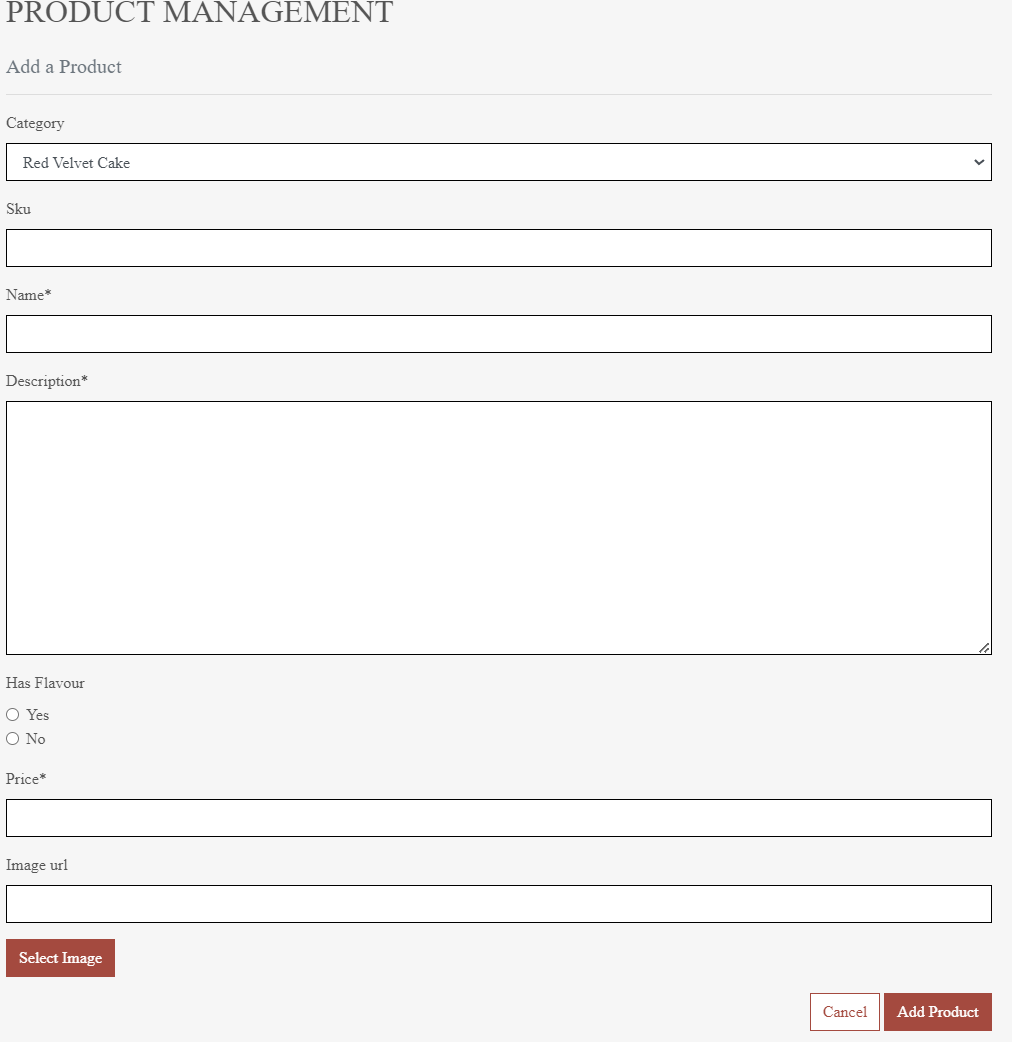 PRODUCT MANAGEMENT
Add a Product
Category
Red Velvet Cake
Sku
Name*
Description*
Has Flavour
Yes
No
Price*
Image url
Select Image
Cancel Add Product